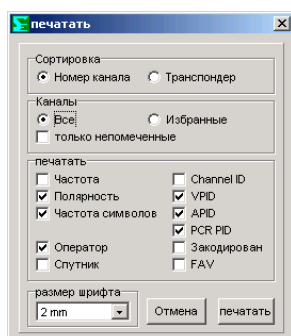 печатать
Сортировка
Номер канала Транспондер
Каналы
Все Избранные
только непомеченные
печатать
Частота Channel ID
Полярность VPID
Частота символов APID
PCR PID
Оператор Закодирован
Спутник FAV
размер шрифта
2 mm Отмена печатать